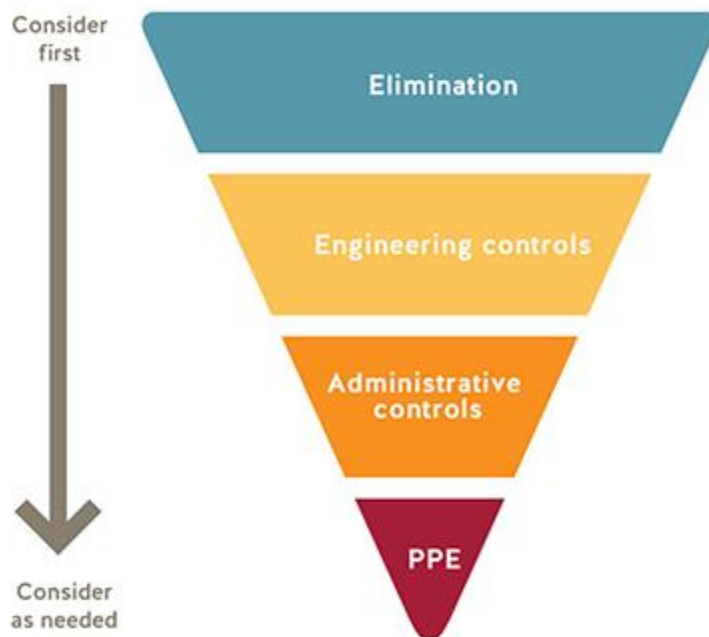 Consider
first
Elimination
Engineering controls
Administrative
controls
PPE
Consider
as needed